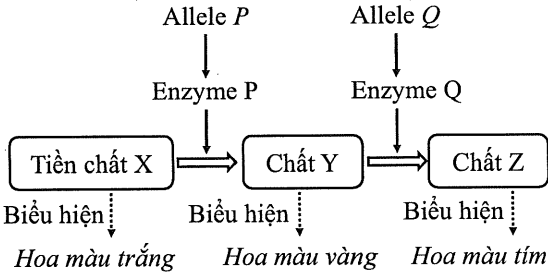 Allele P Allele Q
Enzyme P Enzyme Q
Tiền chất X Chất Y Chất Z
Biểu hiện Biểu hiện Biểu hiện
Hoa màu trắng Hoa màu vàng Hoa màu tím